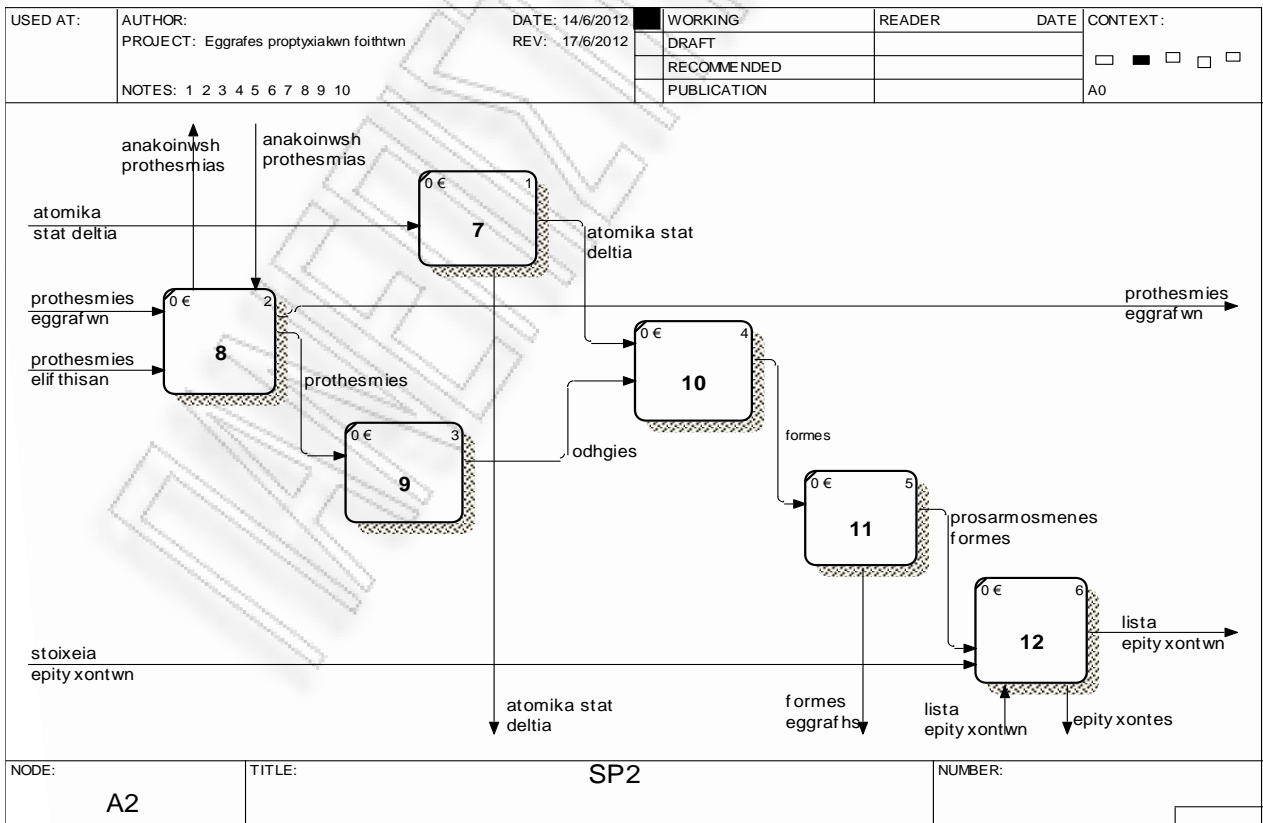 USED AT:
AUTHOR:
DATE: 14/6/2012
PROJECT: Eggrafes proptyxiakwn foithtwn
REV: 17/6/2012
NOTES: 1 2 3 4 5 6 7 8 9 10
WORKING
DRAFT
RECOMMENDED
PUBLICATION
READER
DATE
CONTEXT:
A0
anakoinwsh
prothesmias
anakoinwsh
prothesmias
0 €
1
7
atomika
stat deltia
atomika stat
deltia
prothesmies
eggrafwn
0 €
2
8
prothesmies
eggrafwn
prothesmies
elifthisan
prothesmies
0 €
4
10
0 €
3
9
odhgies
formes
0 €
5
11
prosarmosmenes
formes
0 €
6
12
lista
epityxontwn
stoixeia
epityxontwn
atomika stat
deltia
formes
eggrafhs
lista
epityxontwn
epityxontes
NODE:
A2
TITLE:
SP2
NUMBER:
ΠΑΝΕΠΙΣ